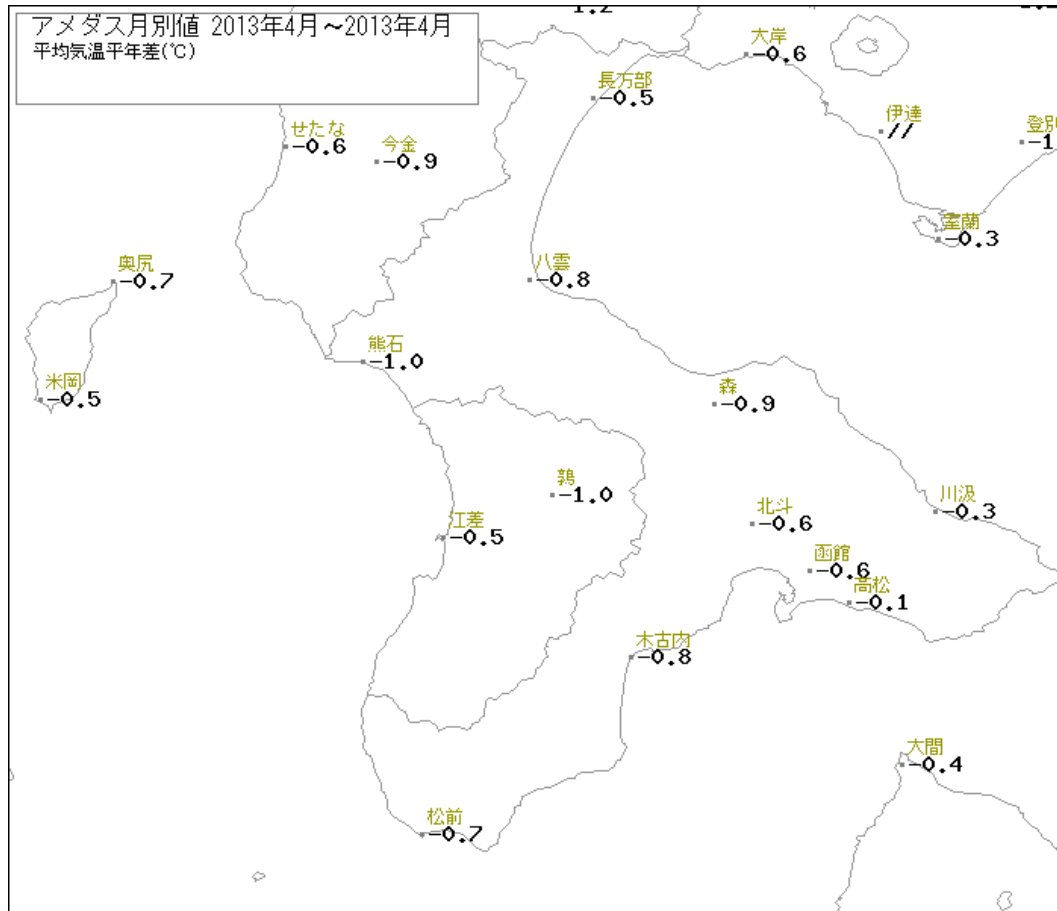 アメダス月別値 2013年4月～2013年4月
平均気温平年差(℃)
大岸
-0.6
長万部
-0.5
伊達
//
登別
-1
せたな
-0.6
今金
-0.9
室蘭
-0.3
奥尻
-0.7
八雲
-0.8
熊石
-1.0
米岡
-0.5
森
-0.9
鶉
-1.0
川汲
-0.3
北斗
-0.6
江差
-0.5
函館
-0.6
高松
-0.1
木古内
-0.8
大間
-0.4
松前
-0.7